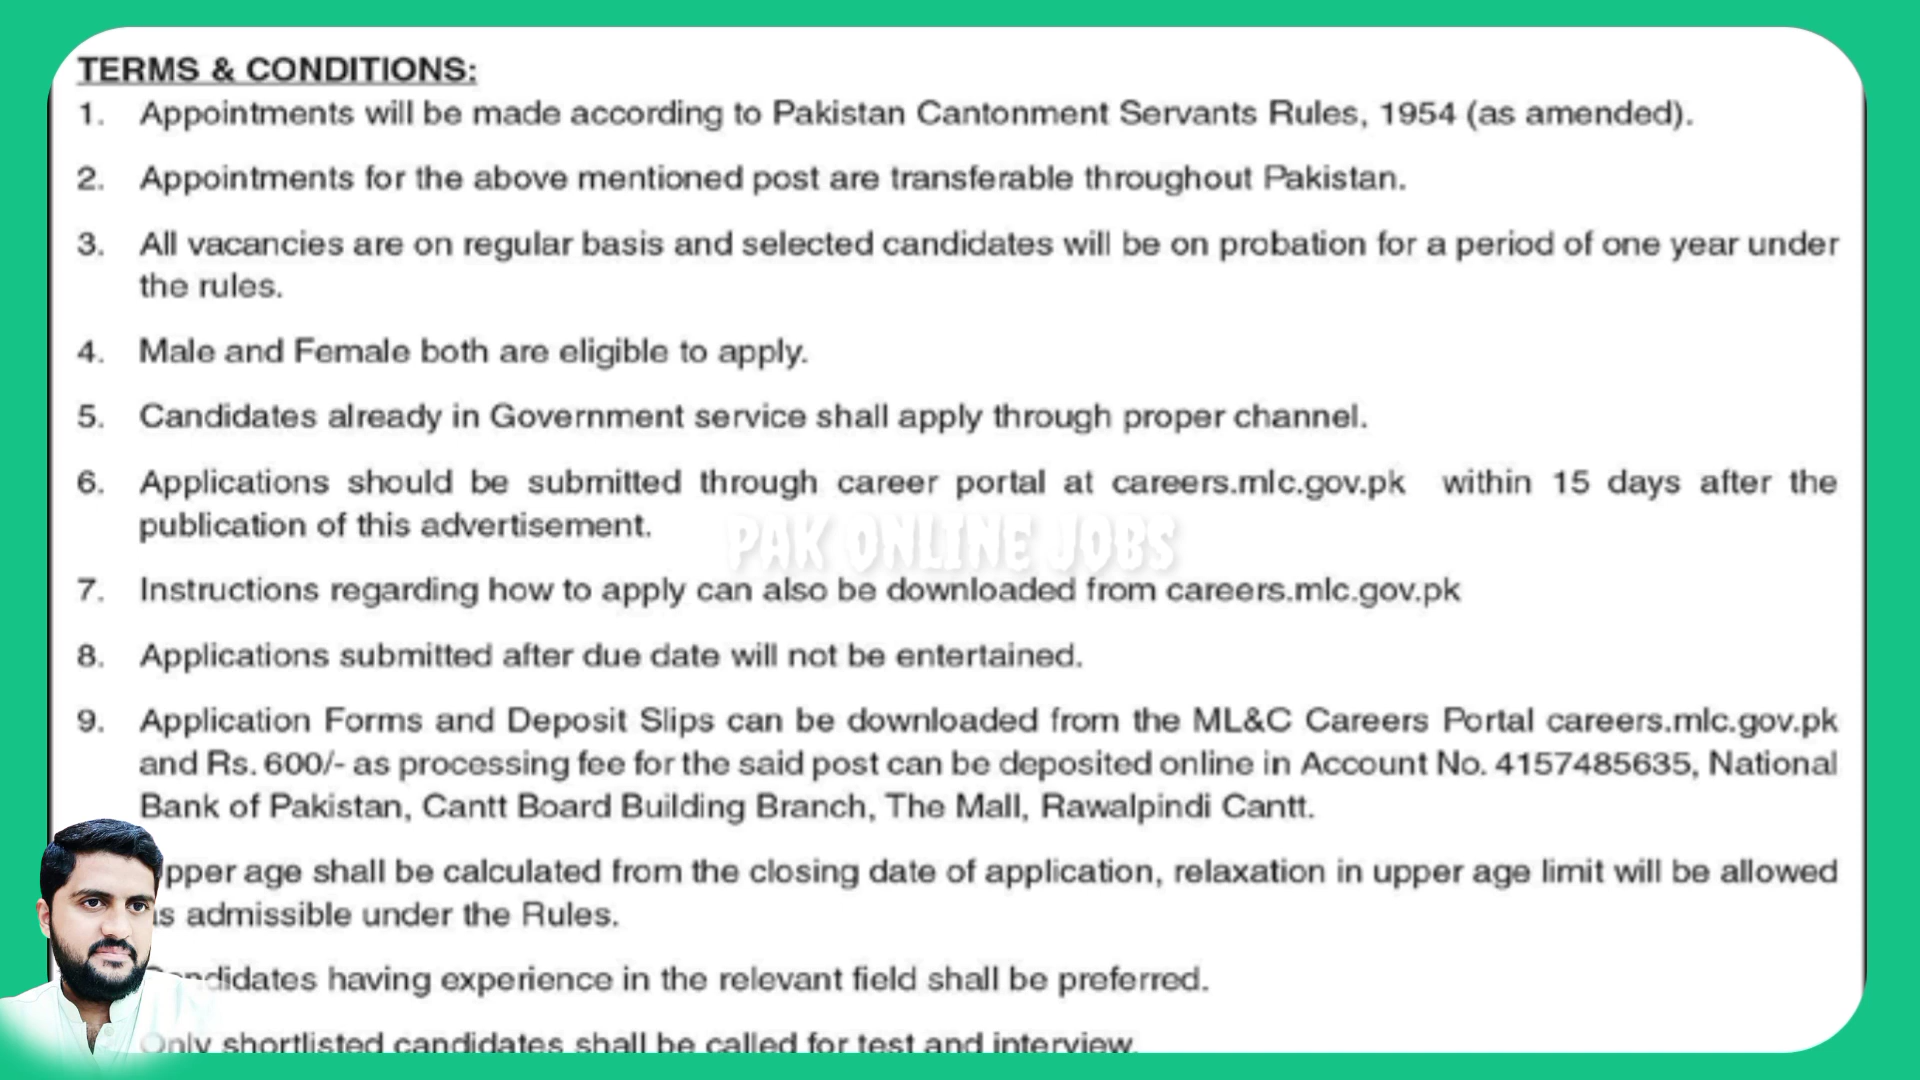 TERMS & CONDITIONS:
1. Appointments will be made according to Pakistan Cantonment Servants Rules, 1954 (as amended).
2. Appointments for the above mentioned post are transferable throughout Pakistan.
3. All vacancies are on regular basis and selected candidates will be on probation for a period of one year under
the rules.
4. Male and Female both are eligible to apply.
5. Candidates already in Government service shall apply through proper channel.
6. Applications should be submitted through career portal at careers.mlc.gov.pk within 15 days after the
publication of this advertisement.
PAK ONLINE JOBS
7. Instructions regarding how to apply can also be downloaded from careers.mlc.gov.pk
8. Applications submitted after due date will not be entertained.
9. Application Forms and Deposit Slips can be downloaded from the ML&C Careers Portal careers.mlc.gov.pk
and Rs. 600/- as processing fee for the said post can be deposited online in Account No. 4157485635, National
Bank of Pakistan, Cantt Board Building Branch, The Mall, Rawalpindi Cantt.
pper age shall be calculated from the closing date of application, relaxation in upper age limit will be allowed
as admissible under the Rules.
Candidates having experience in the relevant field shall be preferred.
Only shortlisted candidates shall be called for test and interview.